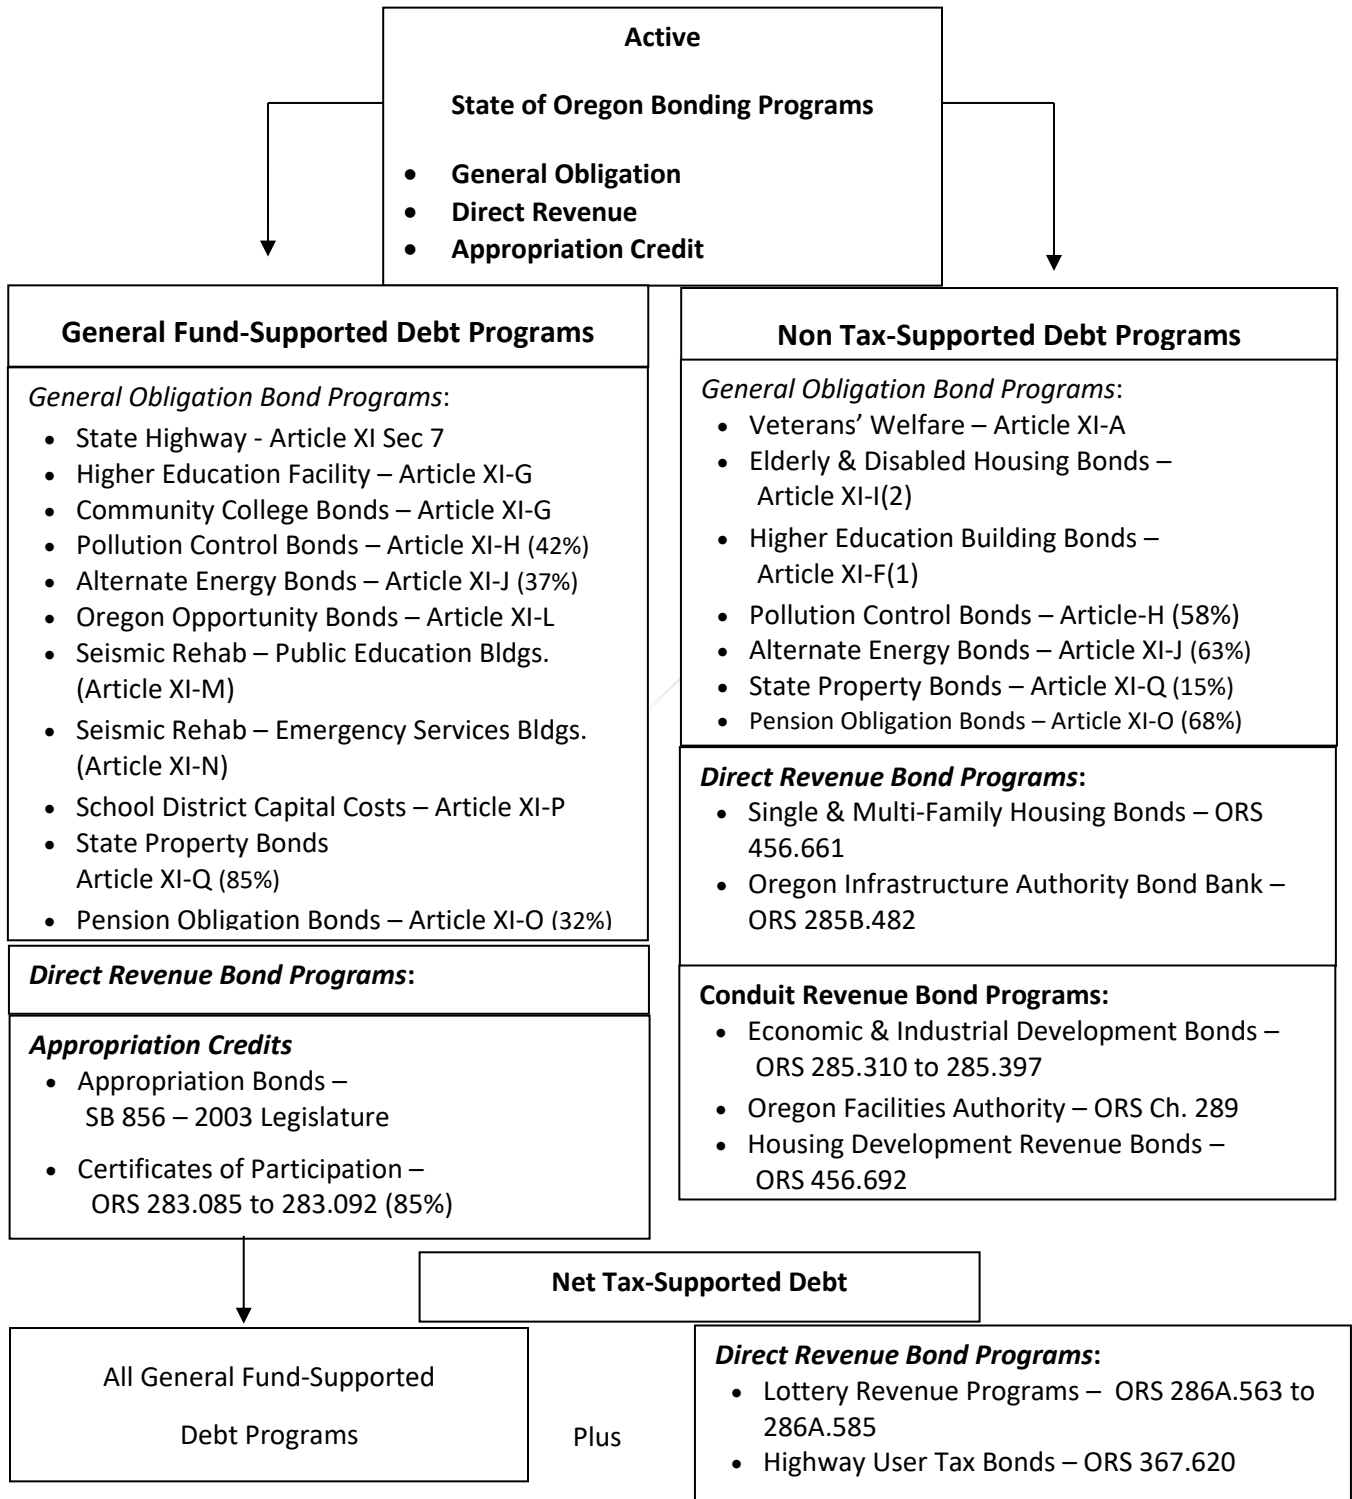 Active
State of Oregon Bonding Programs
• General Obligation
• Direct Revenue
• Appropriation Credit
General Fund-Supported Debt Programs
General Obligation Bond Programs:
• State Highway - Article XI Sec 7
• Higher Education Facility – Article XI-G
• Community College Bonds – Article XI-G
• Pollution Control Bonds – Article XI-H (42%)
• Alternate Energy Bonds – Article XI-J (37%)
• Oregon Opportunity Bonds – Article XI-L
• Seismic Rehab – Public Education Bldgs.
(Article XI-M)
• Seismic Rehab – Emergency Services Bldgs.
(Article XI-N)
• School District Capital Costs – Article XI-P
• State Property Bonds
Article XI-Q (85%)
• Pension Obligation Bonds – Article XI-O (32%)
Direct Revenue Bond Programs:
Appropriation Credits
• Appropriation Bonds –
SB 856 – 2003 Legislature
• Certificates of Participation –
ORS 283.085 to 283.092 (85%)
Non Tax-Supported Debt Programs
General Obligation Bond Programs:
• Veterans’ Welfare – Article XI-A
• Elderly & Disabled Housing Bonds –
Article XI-I(2)
• Higher Education Building Bonds –
Article XI-F(1)
• Pollution Control Bonds – Article-H (58%)
• Alternate Energy Bonds – Article XI-J (63%)
• State Property Bonds – Article XI-Q (15%)
• Pension Obligation Bonds – Article XI-O (68%)
Direct Revenue Bond Programs:
• Single & Multi-Family Housing Bonds – ORS
456.661
• Oregon Infrastructure Authority Bond Bank –
ORS 285B.482
Conduit Revenue Bond Programs:
• Economic & Industrial Development Bonds –
ORS 285.310 to 285.397
• Oregon Facilities Authority – ORS Ch. 289
• Housing Development Revenue Bonds –
ORS 456.692
Net Tax-Supported Debt
All General Fund-Supported
Debt Programs
Plus
Direct Revenue Bond Programs:
• Lottery Revenue Programs – ORS 286A.563 to
286A.585
• Highway User Tax Bonds – ORS 367.620